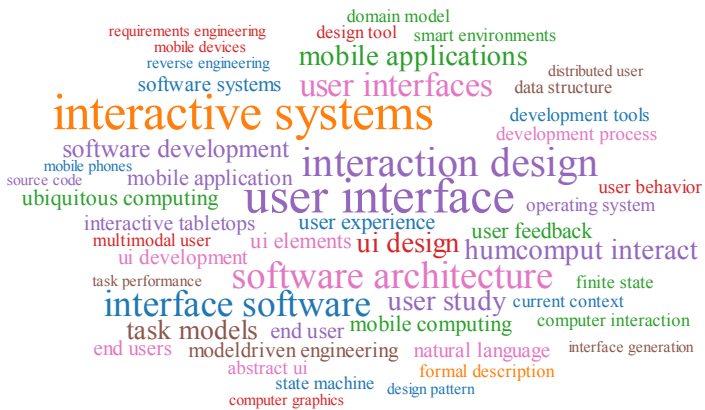 domain model
requirements engineering
design tool
smart environments
mobile devices
mobile applications
reverse engineering
distributed user
software systems
user interfaces
data structure
interactive systems
development tools
development process
software development
interaction design
mobile phones
source code
mobile application
user behavior
ubiquitous computing
user interface
operating system
interactive tabletops
user experience
user feedback
multimodal user
ui elements
ui design
humcomput interact
ui development
task performance
software architecture
finite state
interface software
user study
current context
task models
end user
mobile computing
computer interaction
end users
modeldriven engineering
natural language
interface generation
abstract ui
formal description
state machine
design pattern
computer graphics